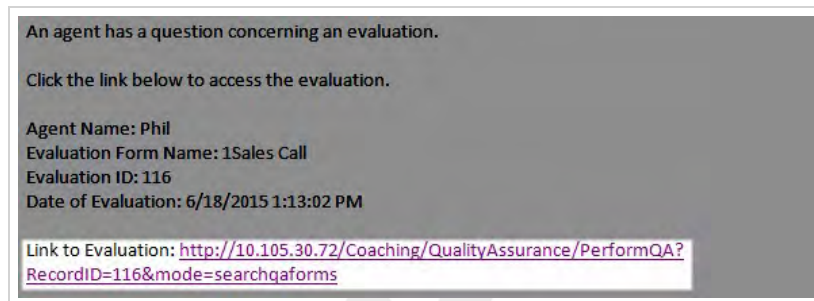 An agent has a question concerning an evaluation.
Click the link below to access the evaluation.
Agent Name: Phil
Evaluation Form Name: 1Sales Call
Evaluation ID: 116
Date of Evaluation: 6/18/2015 1:13:02 PM
Link to Evaluation: http://10.105.30.72/Coaching/QualityAssurance/PerformQA?
RecordID=116&mode=searchqaforms